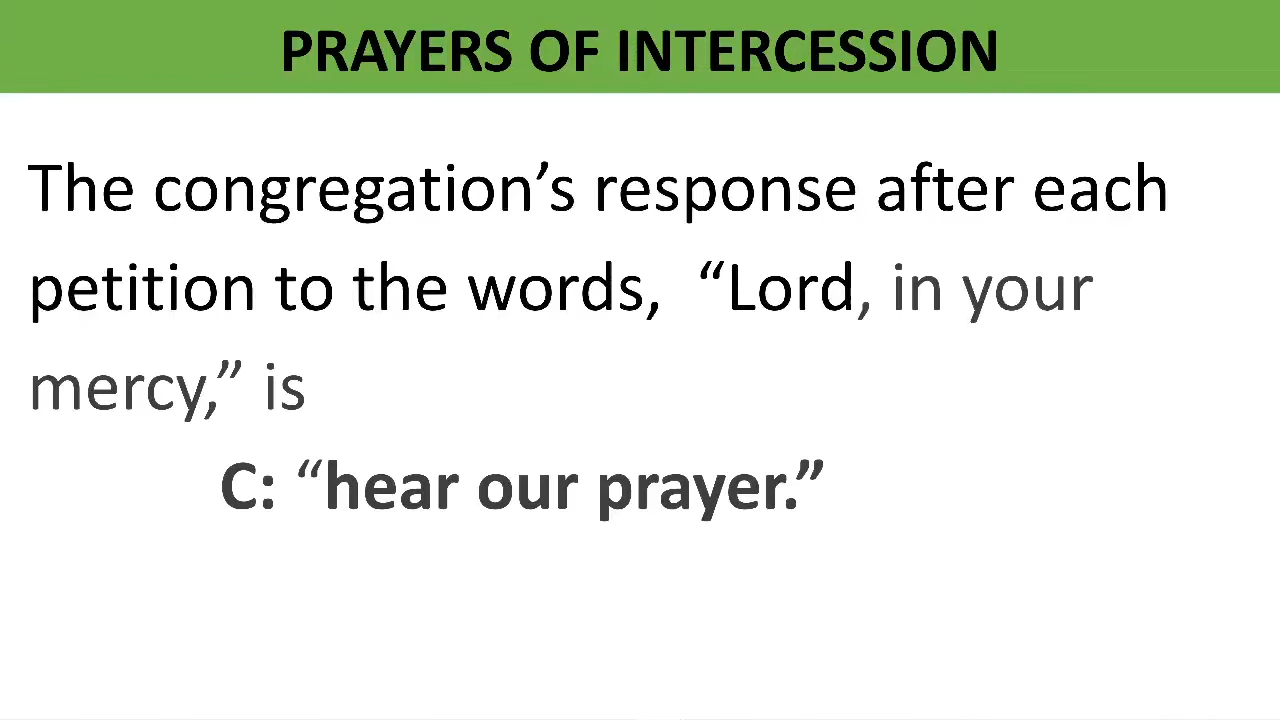 PRAYERS OF INTERCESSION
The congregation’s response after each
petition to the words,  “Lord, in your
mercy,” is
C: “hear our prayer.”